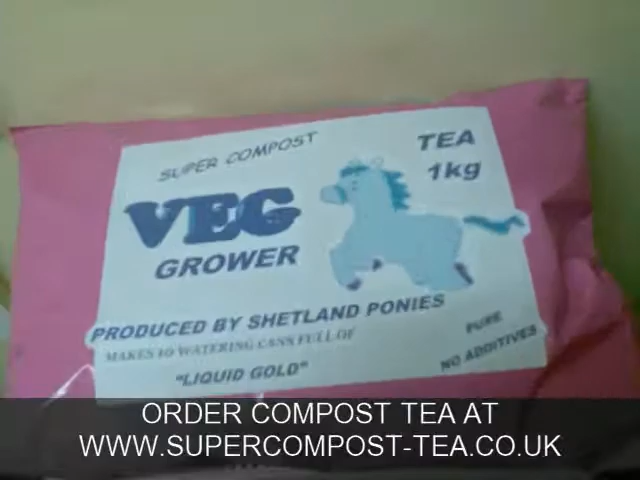 SUPER COMPOST
TEA
1kg
VEG
GROWER
PRODUCED BY SHETLAND PONIES
MAKES 10 WATERING CANS FULL OF
"LIQUID GOLD"
PURE
NO ADDITIVES
ORDER COMPOST TEA AT
WWW.SUPERCOMPOST-TEA.CO.UK